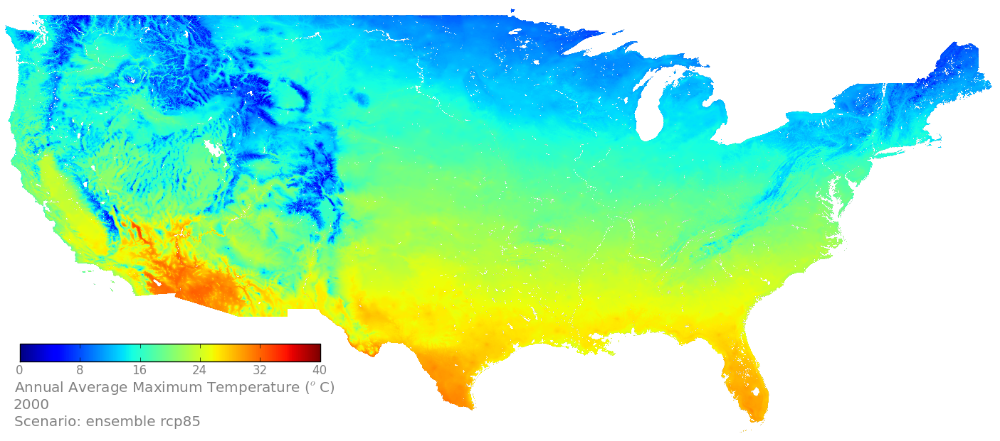 0 8 16 24 32 40
Annual Average Maximum Temperature (° C)
2000
Scenario: ensemble rcp85